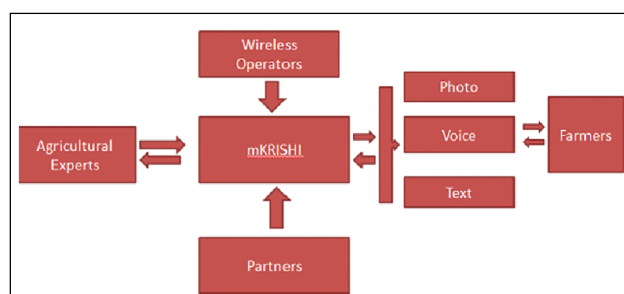 Wireless
Operators
Photo
Agricultural
Experts
mKRISHI
Voice
Farmers
Text
Partners